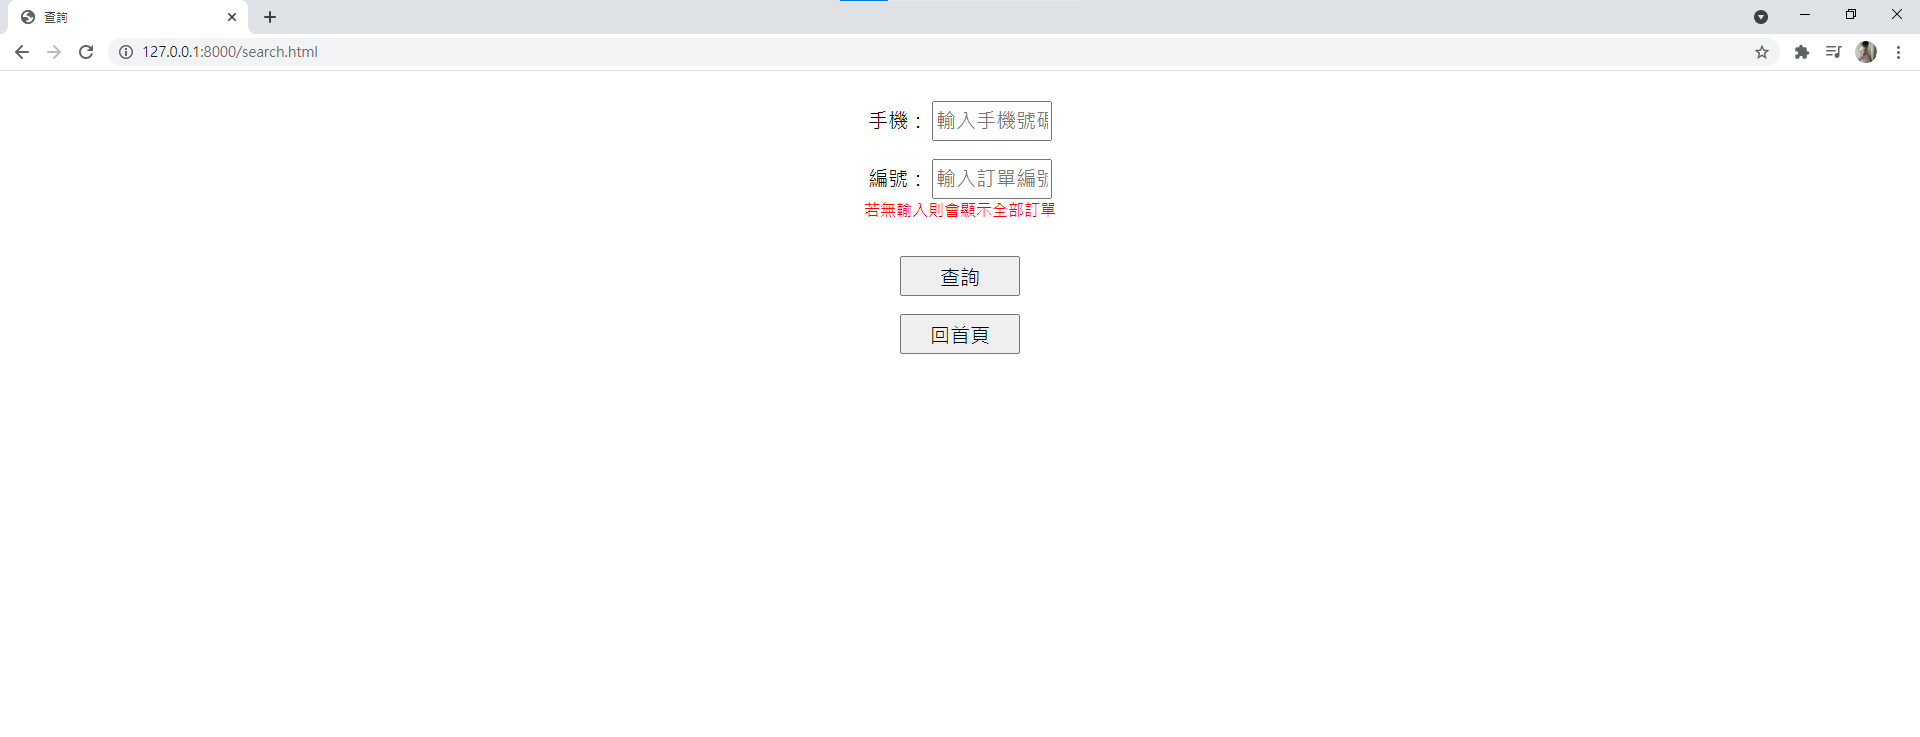 查詢
127.0.0.1:8000/search.html
手機： 輸入手機號
編號： 輸入訂單編號
若無輸入則會顯示全部訂單
查詢
回首頁